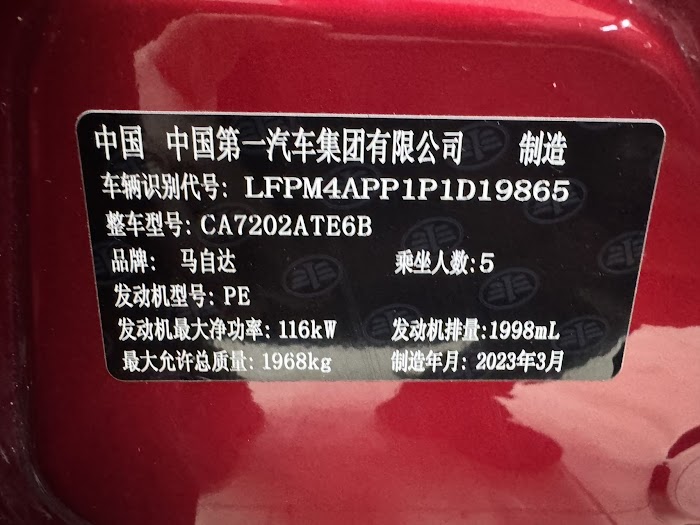 中国 中国第一汽车集团有限公司 制造
车辆识别代号: LFPM4APP1P1D19865
整车型号: CA7202ATE6B
品牌: 马自达 乘坐人数: 5
发动机型号: PE
发动机最大净功率: 116kW 发动机排量: 1998mL
最大允许总质量: 1968kg 制造年月: 2023年3月